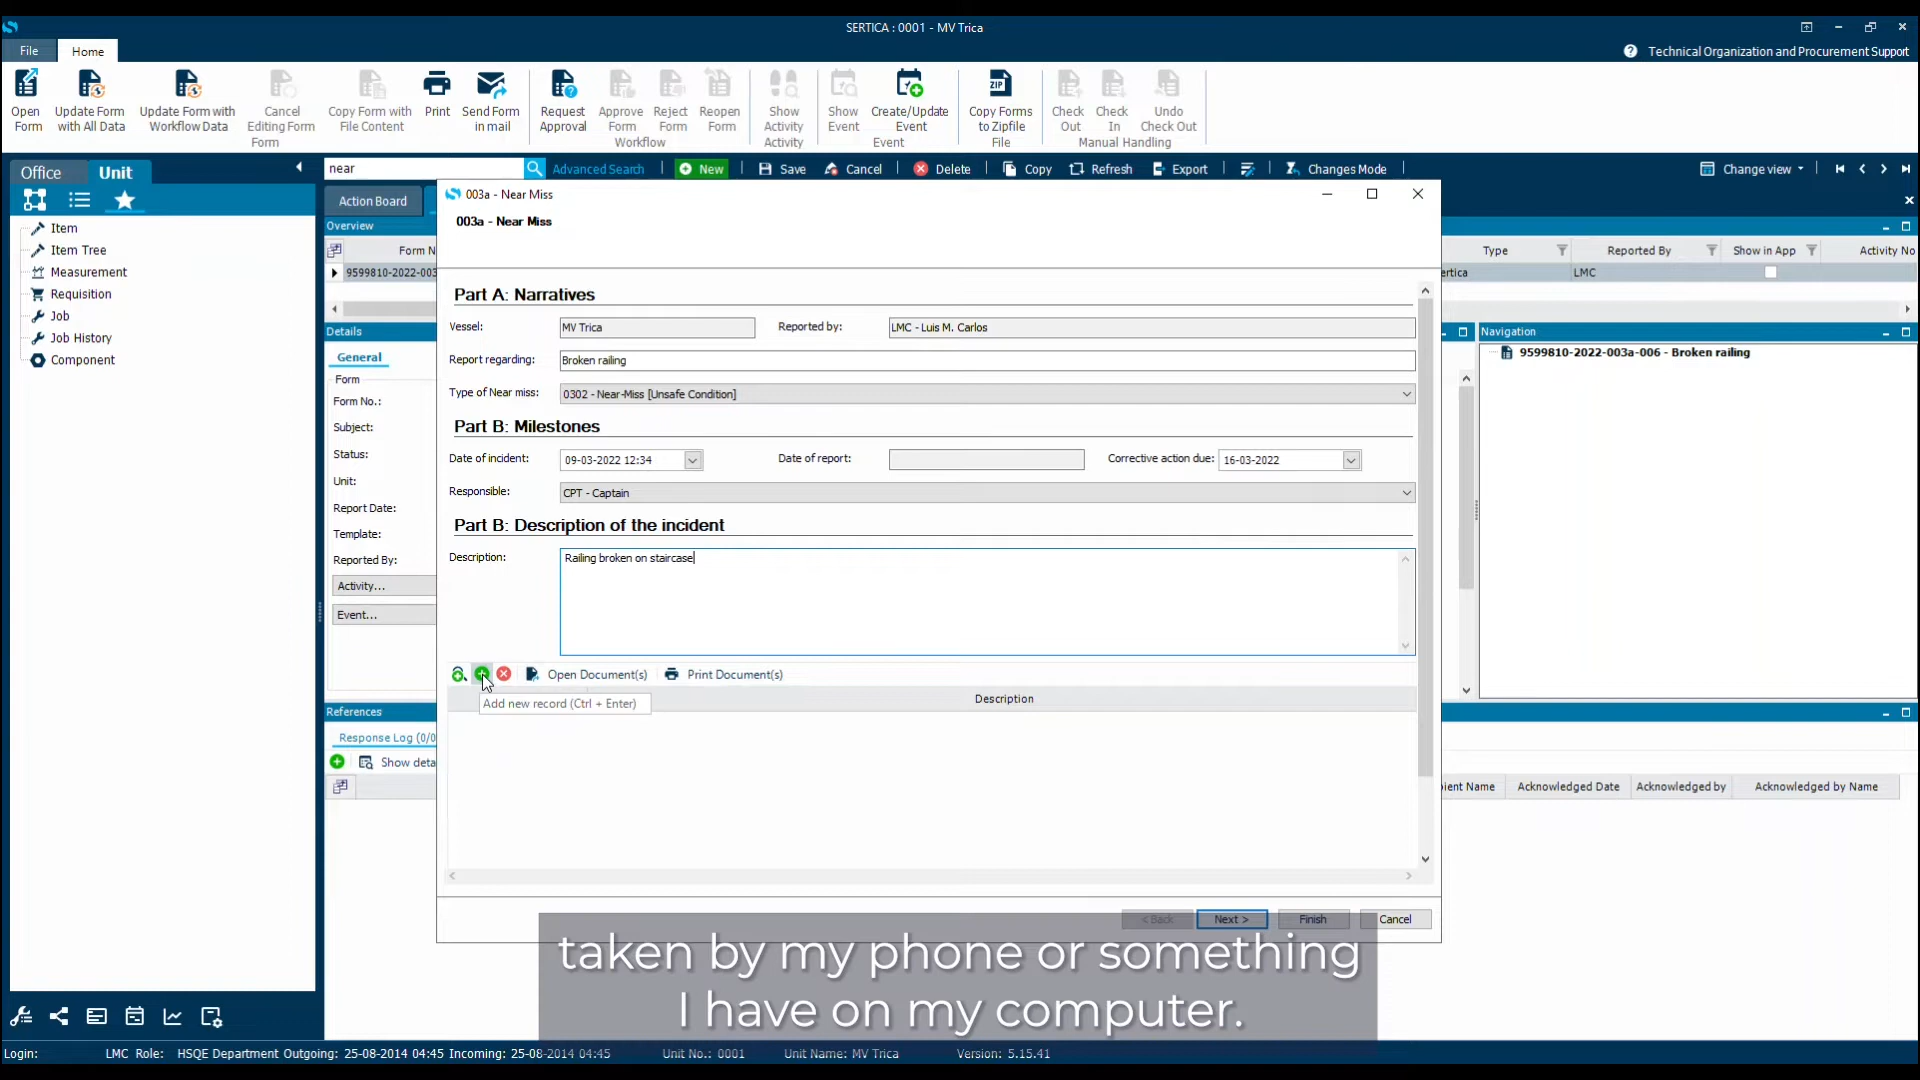 SERTICA : 0001 - MV Trica
File
Home
Technical Organization and Procurement Support
Open Form
Update Form with All Data
Update Form with Workflow Data
Cancel Editing Form
Copy Form with File Content
Print
Send Form in mail
Request Approval
Approve Form
Reject Form
Reopen Form
Show Activity
Show Event
Create/Update Event
Copy Forms to Zipfile
Check Out
Check In
Undo Check Out
Form
Workflow
Activity
Event
File
Manual Handling
Office
Unit
near
Advanced Search
New
Save
Cancel
Delete
Copy
Refresh
Export
Changes Mode
Change view
Item
Item Tree
Measurement
Requisition
Job
Job History
Component
Action Board
Overview
Form N
9599810-2022-003
Type
Reported By
Show in App
Activity No
ertica
LMC
Details
General
Form
Form No.:
Subject:
Status:
Unit:
Report Date:
Template:
Reported By:
Activity...
Event...
References
Response Log (0/0
Show deta
003a - Near Miss
003a - Near Miss
Part A: Narratives
Vessel:
MV Trica
Reported by:
LMC - Luis M. Carlos
Report regarding:
Broken railing
Type of Near miss:
0302 - Near-Miss [Unsafe Condition]
Part B: Milestones
Date of incident:
09-03-2022 12:34
Date of report:
Corrective action due:
16-03-2022
Responsible:
CPT - Captain
Part B: Description of the incident
Description:
Railing broken on staircase
Open Document(s)
Print Document(s)
Add new record (Ctrl + Enter)
Description
< Back
Next >
Finish
Cancel
Navigation
9599810-2022-003a-006 - Broken railing
pient Name
Acknowledged Date
Acknowledged by
Acknowledged by Name
taken by my phone or something
I have on my computer.
Login:
LMC Role:
HSQE Department Outgoing: 25-08-2014 04:45 Incoming: 25-08-2014 04:45
Unit No.: 0001
Unit Name: MV Trica
Version: 5.15.41